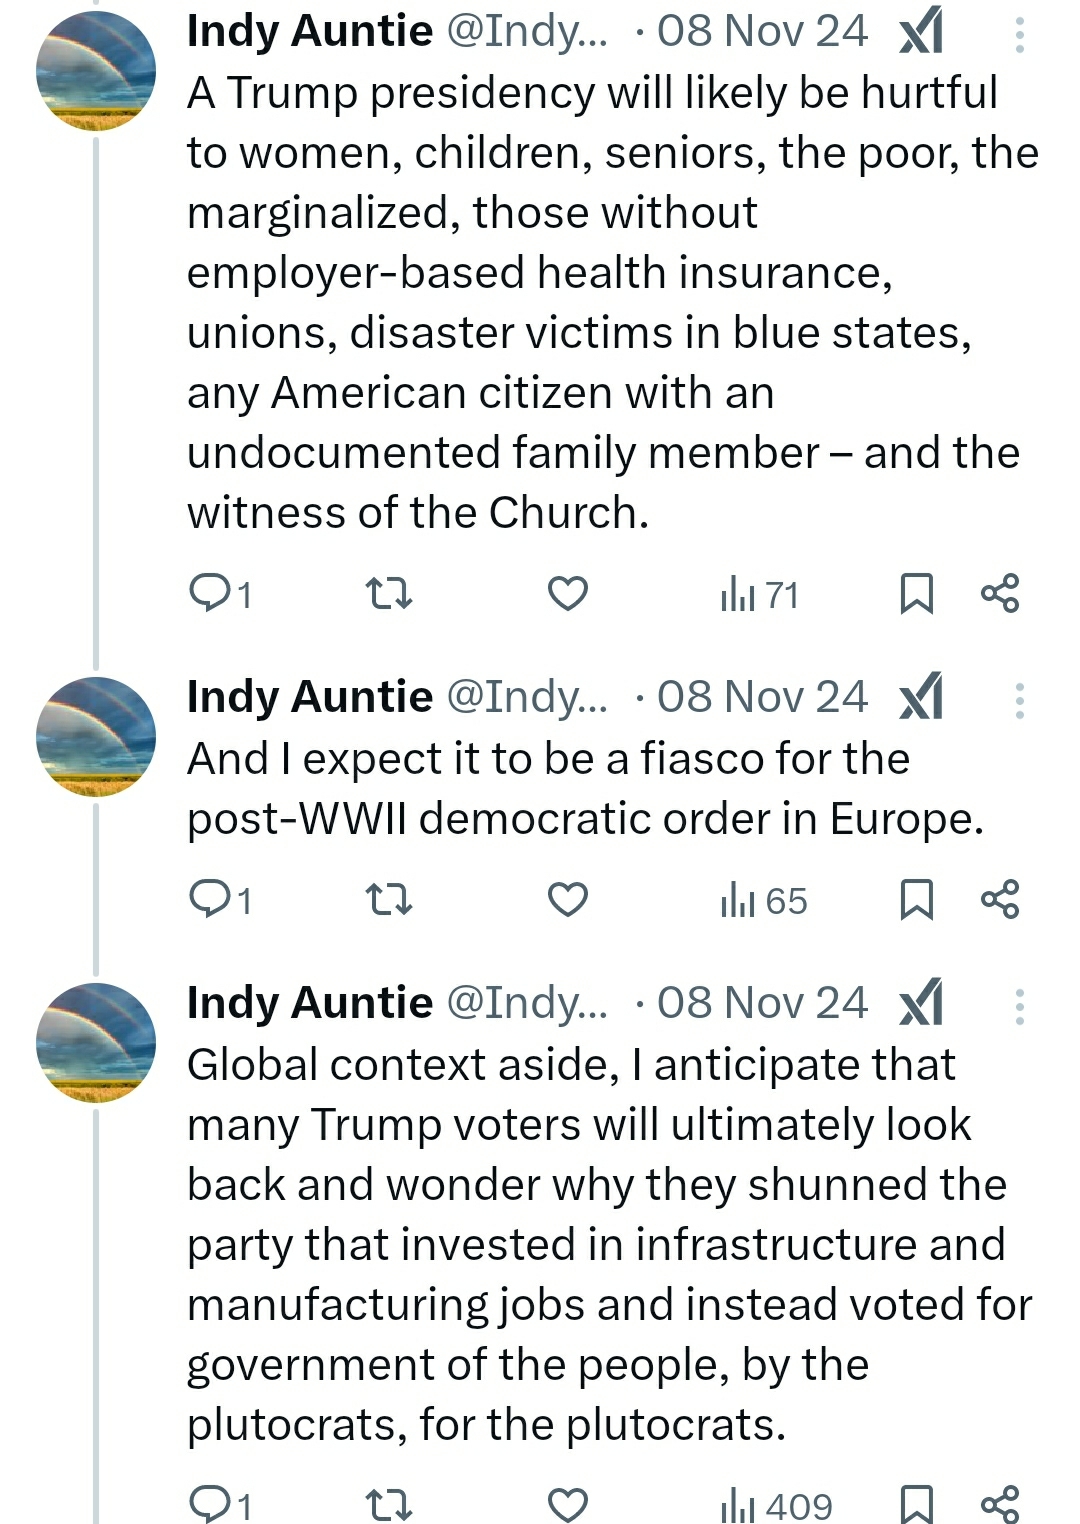 Indy Auntie @Indy... · 08 Nov 24
A Trump presidency will likely be hurtful
to women, children, seniors, the poor, the
marginalized, those without
employer-based health insurance,
unions, disaster victims in blue states,
any American citizen with an
undocumented family member – and the
witness of the Church.
1 71
Indy Auntie @Indy... · 08 Nov 24
And I expect it to be a fiasco for the
post-WWII democratic order in Europe.
1 65
Indy Auntie @Indy... · 08 Nov 24
Global context aside, I anticipate that
many Trump voters will ultimately look
back and wonder why they shunned the
party that invested in infrastructure and
manufacturing jobs and instead voted for
government of the people, by the
plutocrats, for the plutocrats.
1 409